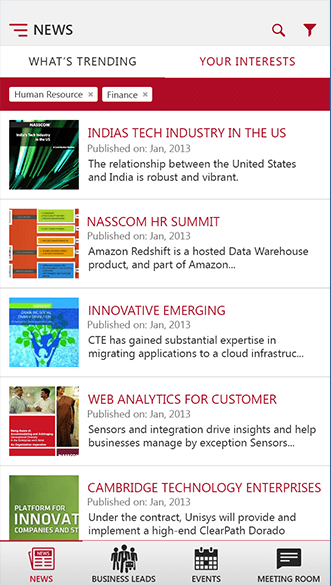 NEWS
WHAT'S TRENDING
YOUR INTERESTS
Human Resource ×
Finance ×
NASSCOM
India's Tech Industry
in the US
INDIAS TECH INDUSTRY IN THE US
Published on: Jan, 2013
The relationship between the United States
and India is robust and vibrant.
NASSCOM HR SUMMIT
Published on: Jan, 2013
Amazon Redshift is a hosted Data Warehouse
product, and part of Amazon...
INNOVATIVE EMERGING
Published on: Jan, 2013
CTE has gained substantial expertise in
migrating applications to a cloud infrastruc...
WEB ANALYTICS FOR CUSTOMER
Published on: Jan, 2013
Sensors and integration drive insights and help
businesses manage by exception Sensors...
PLATFORM FOR
INNOVAT
COMPANIES AND ST
CAMBRIDGE TECHNOLOGY ENTERPRISES
Published on: Jan, 2013
Under the contract, Unisys will provide and
implement a high-end ClearPath Dorado
NEWS
NEWS
BUSINESS LEADS
EVENTS
MEETING ROOM